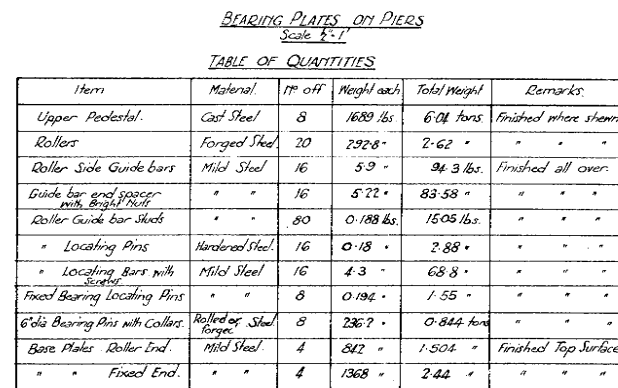 BEARING PLATES ON PIERS
Scale ½"=1'
TABLE OF QUANTITIES
Item Material. Nº off Weight each Total Weight Remarks.
Upper Pedestal. Cast Steel 8 1689 lbs. 6.04 tons. Finished where shewn
Rollers Forged Steel 20 292.8 " 2.62 " " " "
Roller Side Guide bars Mild Steel 16 5.9 " 94.3 lbs. Finished all over.
Guide bar end spacer with Bright Nuts " " 16 5.22 " 83.58 " " " "
Roller Guide bar Studs " " 80 0.188 lbs. 15.05 lbs. " " "
" Locating Pins Hardened Steel. 16 0.18 " 2.88 " " " "
" Locating Bars with Screws Mild Steel 16 4.3 " 68.8 " " " "
Fixed Bearing Locating Pins " " 8 0.194 " 1.55 " " " "
6"dia Bearing Pins with Collars. Rolled or forged Steel 8 236.2 " 0.844 tons " " "
Base Plates Roller End. Mild Steel. 4 842 " 1.504 " Finished Top Surface
" " Fixed End. " " 4 1368 " 2.44 " " " "